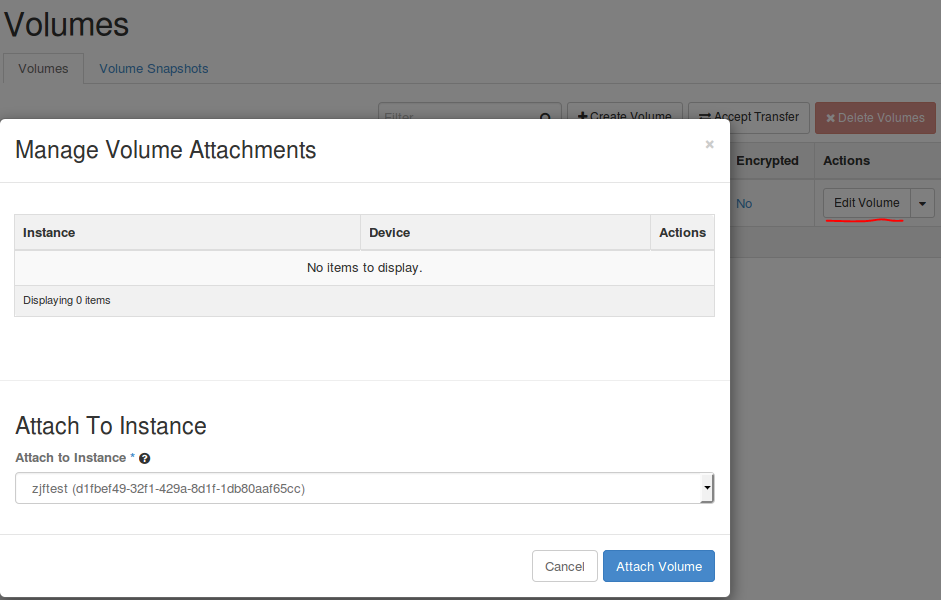 Volumes
Volumes Volume Snapshots
Filter Create Volume Accept Transfer Delete Volumes
Manage Volume Attachments ×
Encrypted Actions
No Edit Volume
Instance Device Actions
No items to display.
Displaying 0 items
Attach To Instance
Attach to Instance * ?
zjftest (d1fbef49-32f1-429a-8d1f-1db80aaf65cc)
Cancel Attach Volume